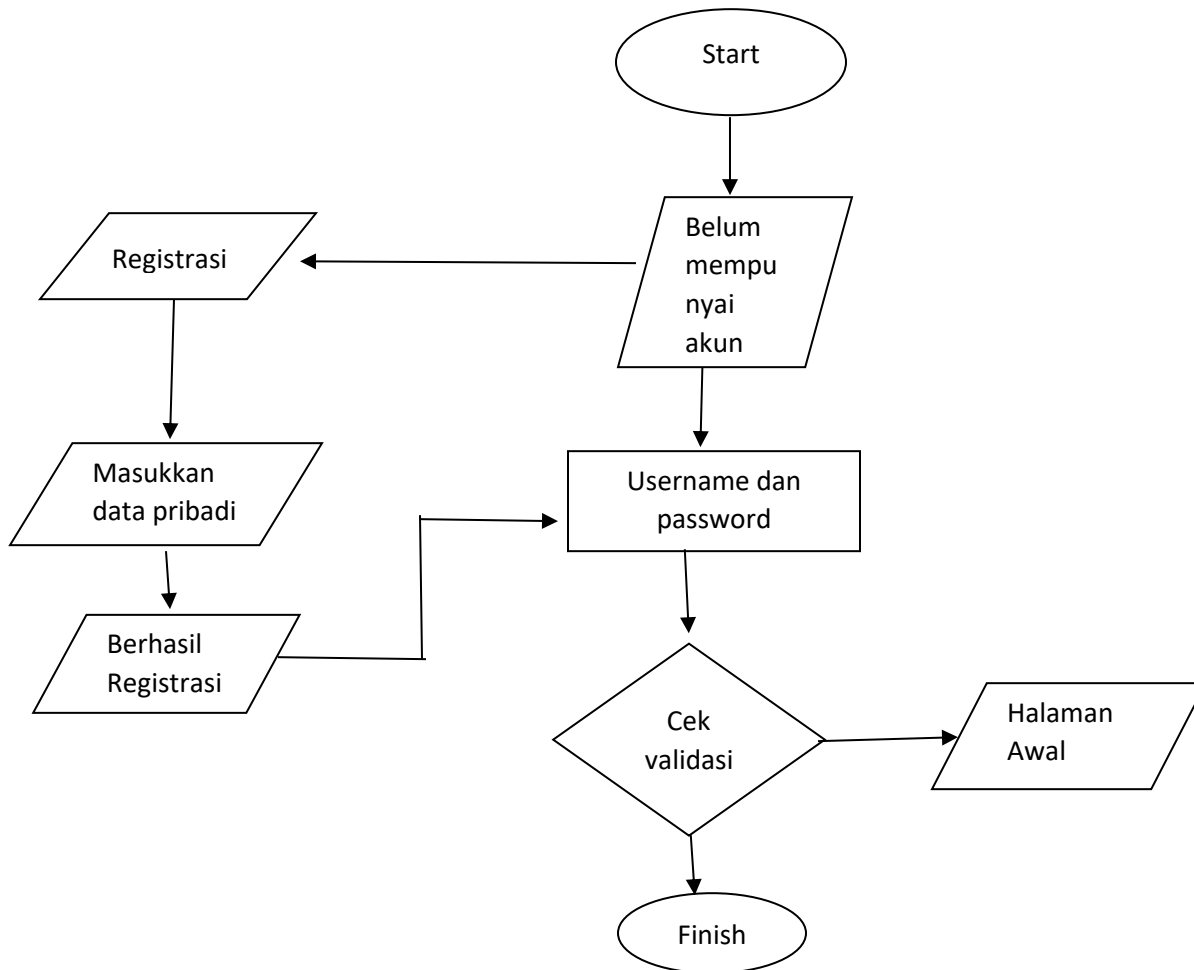 Start
Belum
mempu
nyai
akun
Registrasi
Masukkan
data pribadi
Username dan
password
Berhasil
Registrasi
Cek
validasi
Halaman
Awal
Finish